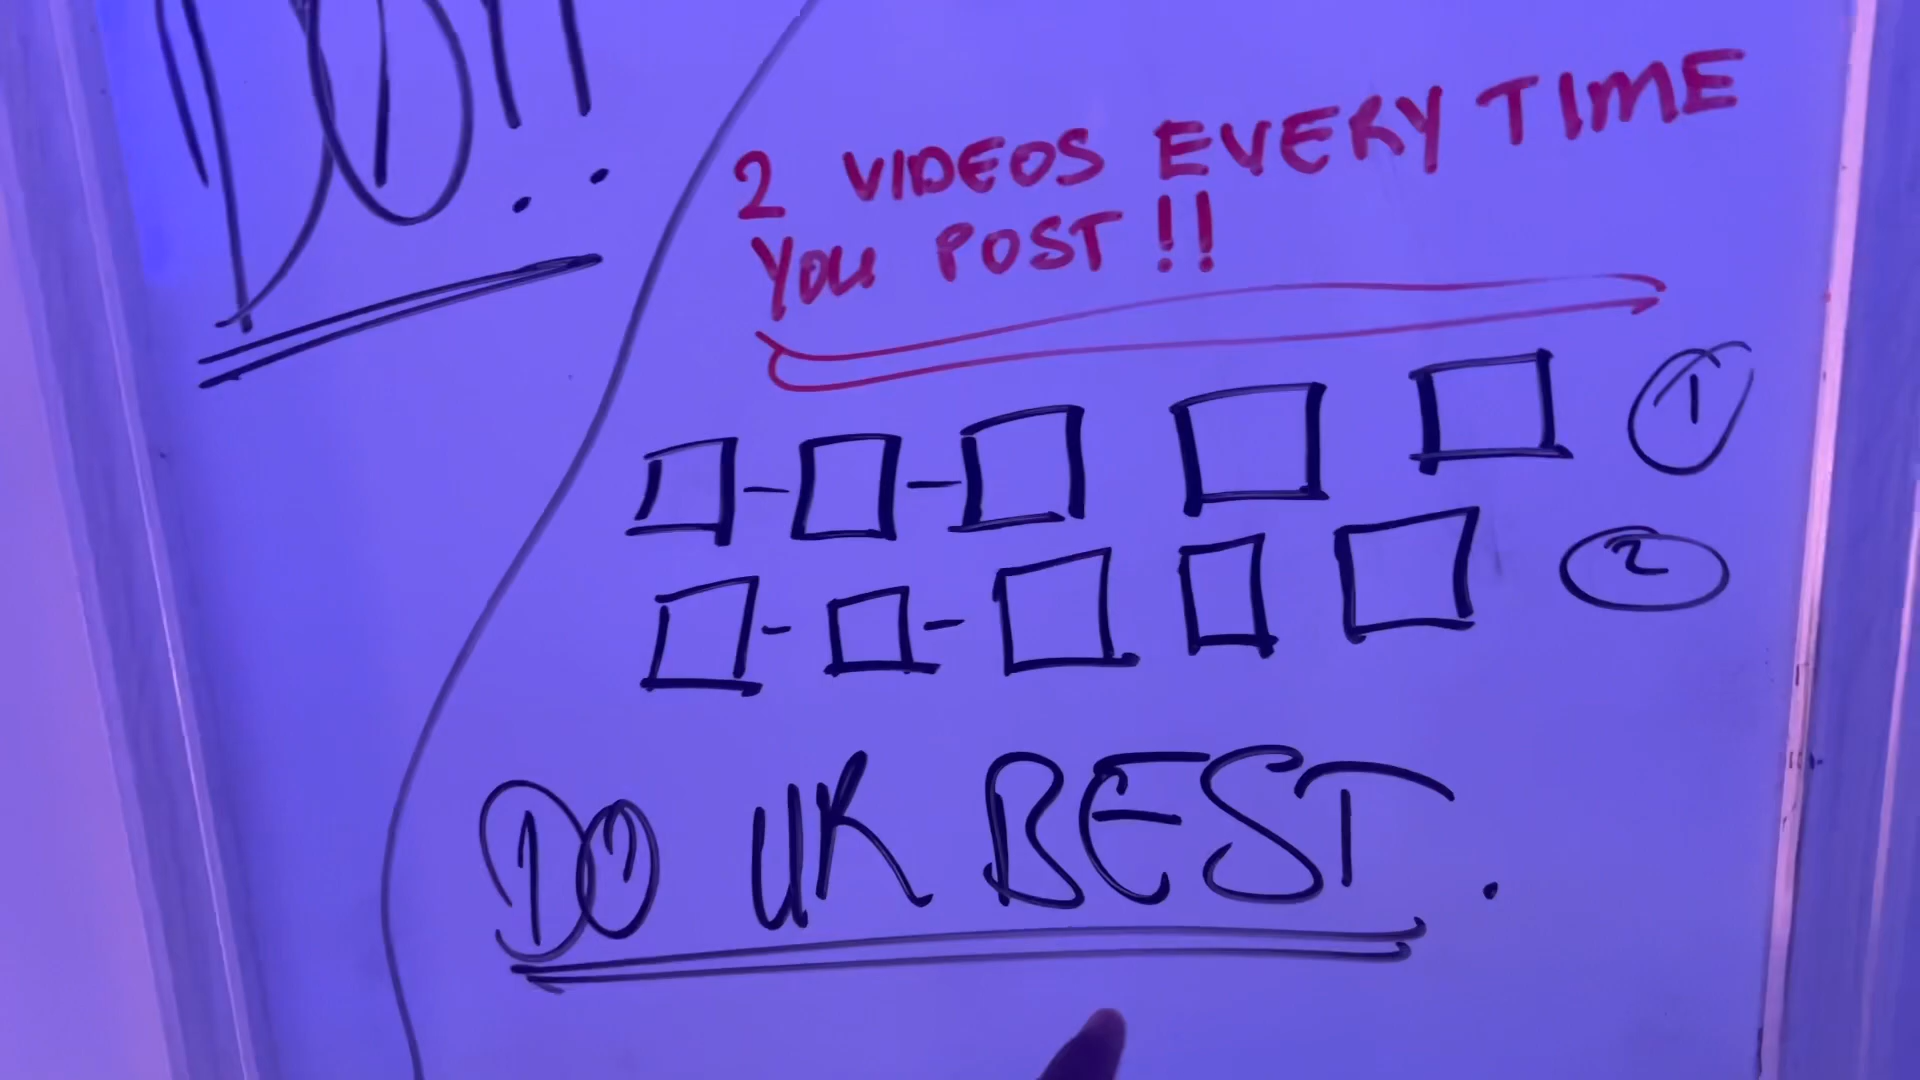 DO!!
2 VIDEOS EVERY TIME
YOU POST!!
1
2
DO UR BEST.